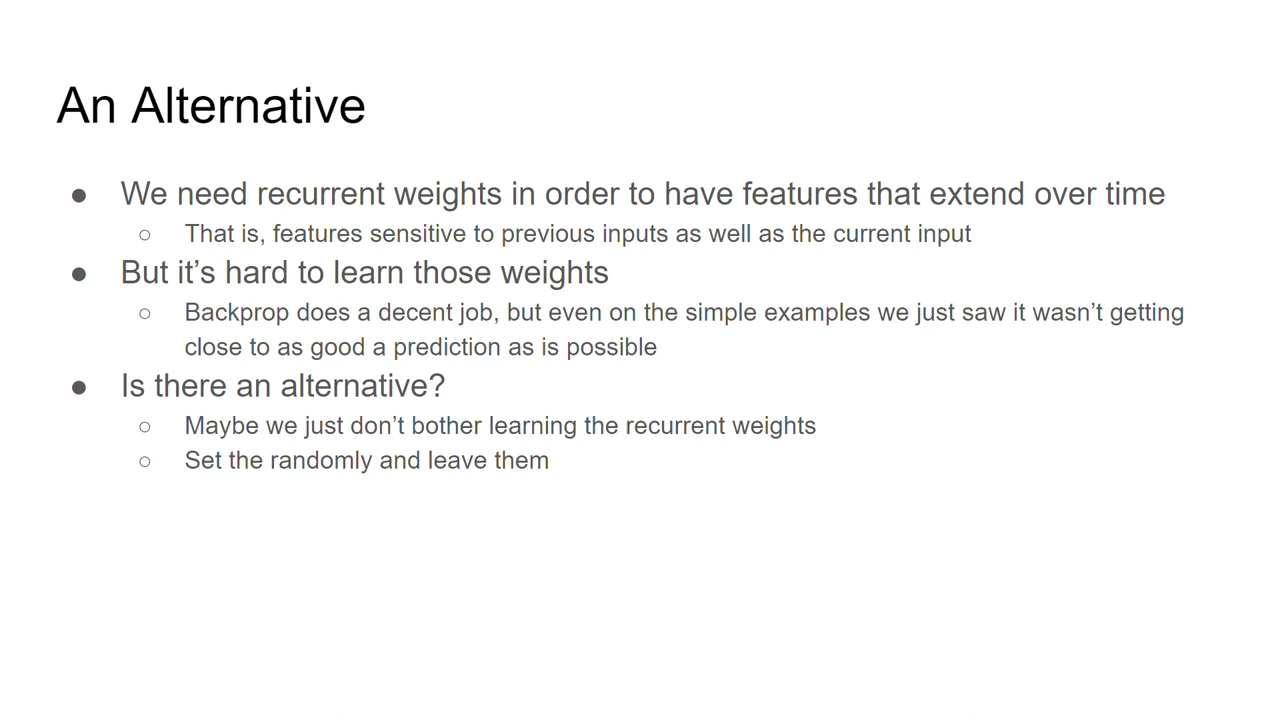 An Alternative
● We need recurrent weights in order to have features that extend over time
○ That is, features sensitive to previous inputs as well as the current input
● But it’s hard to learn those weights
○ Backprop does a decent job, but even on the simple examples we just saw it wasn’t getting
close to as good a prediction as is possible
● Is there an alternative?
○ Maybe we just don’t bother learning the recurrent weights
○ Set the randomly and leave them